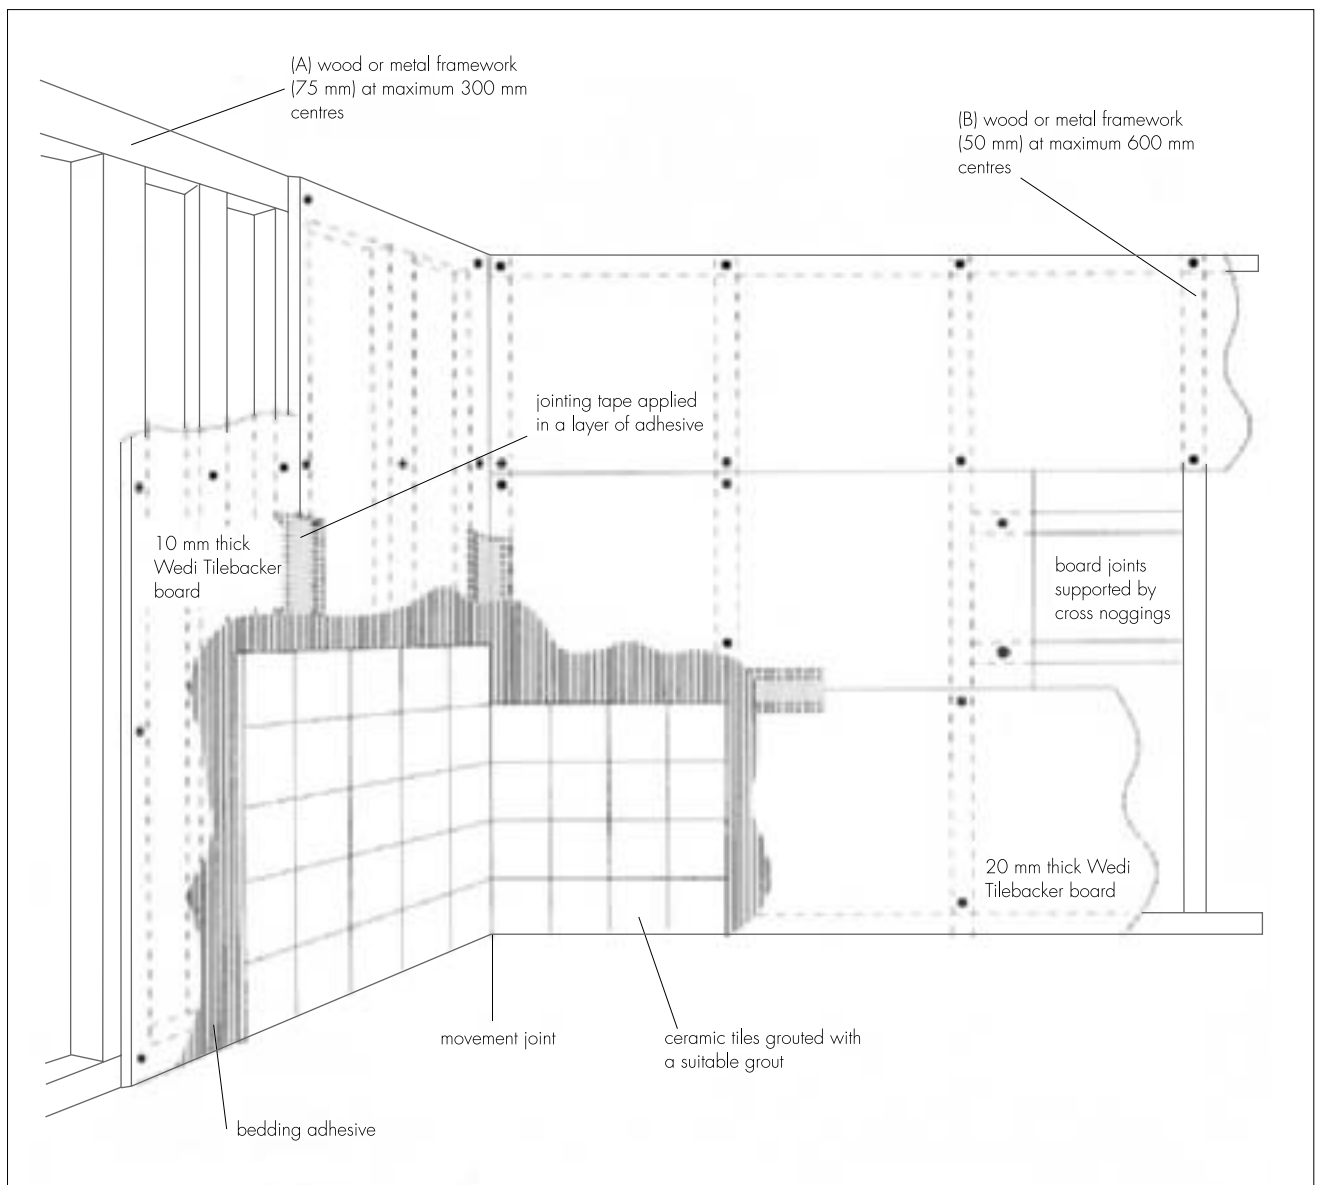 (A) wood or metal framework
(75 mm) at maximum 300 mm
centres
(B) wood or metal framework
(50 mm) at maximum 600 mm
centres
jointing tape applied
in a layer of adhesive
10 mm thick
Wedi Tilebacker
board
board joints
supported by
cross noggings
20 mm thick Wedi
Tilebacker board
movement joint
ceramic tiles grouted with
a suitable grout
bedding adhesive